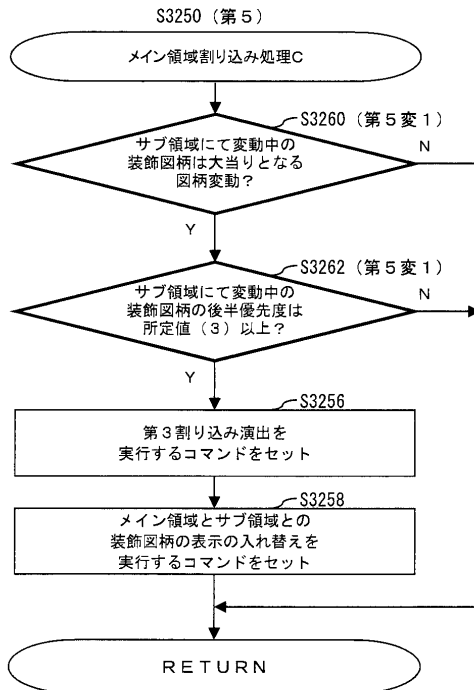 S3250（第５）
メイン領域割り込み処理C
S3260（第５変１）
サブ領域にて変動中の
装飾図柄は大当りとなる
図柄変動？
N
Y
S3262（第５変１）
サブ領域にて変動中の
装飾図柄の後半優先度は
所定値（３）以上？
N
Y
S3256
第３割り込み演出を
実行するコマンドをセット
S3258
メイン領域とサブ領域との
装飾図柄の表示の入れ替えを
実行するコマンドをセット
ＲＥＴＵＲＮ